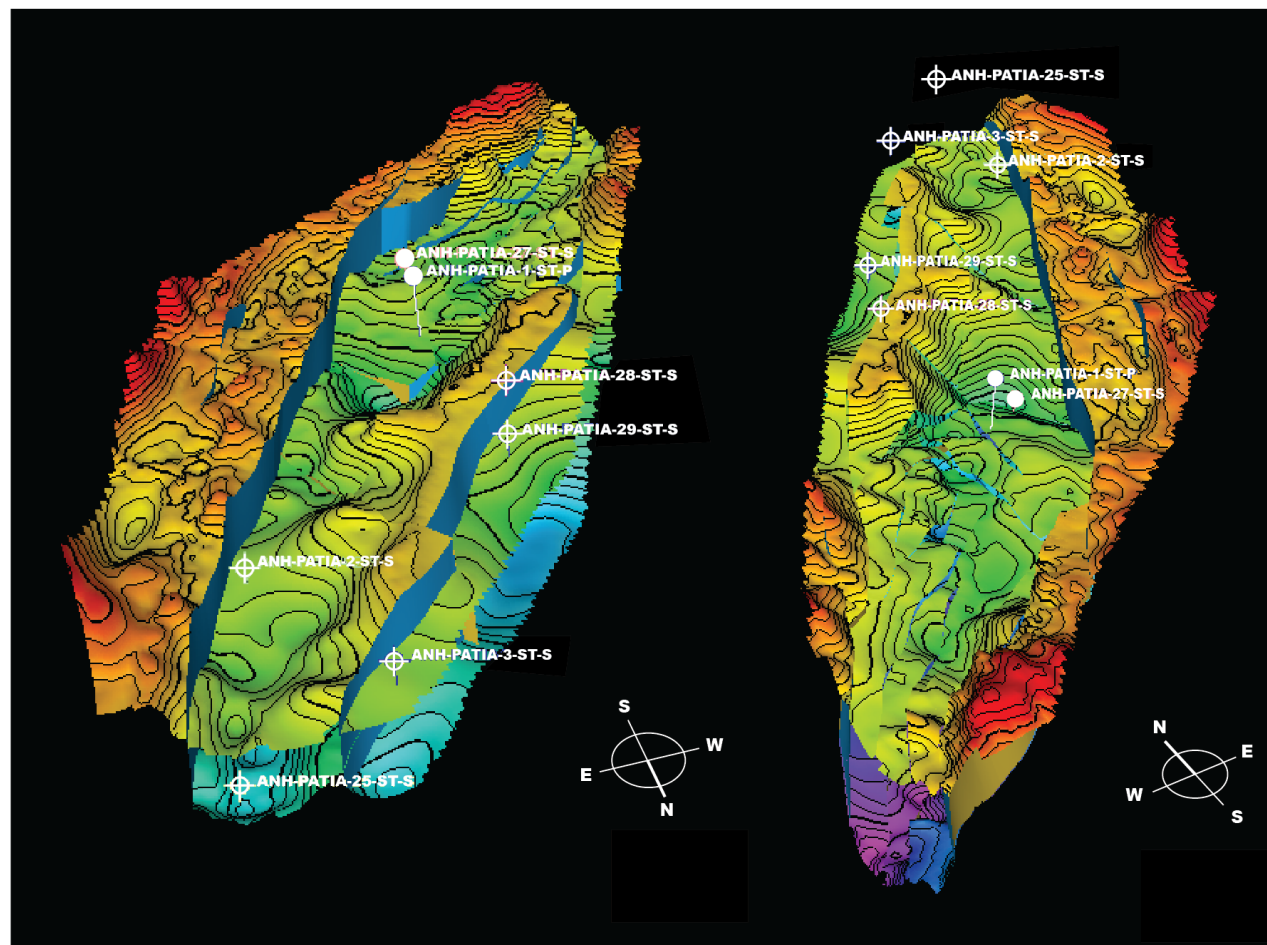 ANH-PATIA-27-ST-S
ANH-PATIA-1-ST-P
ANH-PATIA-28-ST-S
ANH-PATIA-29-ST-S
ANH-PATIA-2-ST-S
ANH-PATIA-3-ST-S
ANH-PATIA-25-ST-S
S
W
E
N
ANH-PATIA-25-ST-S
ANH-PATIA-3-ST-S
ANH-PATIA-2-ST-S
ANH-PATIA-29-ST-S
ANH-PATIA-28-ST-S
ANH-PATIA-1-ST-P
ANH-PATIA-27-ST-S
N
E
W
S